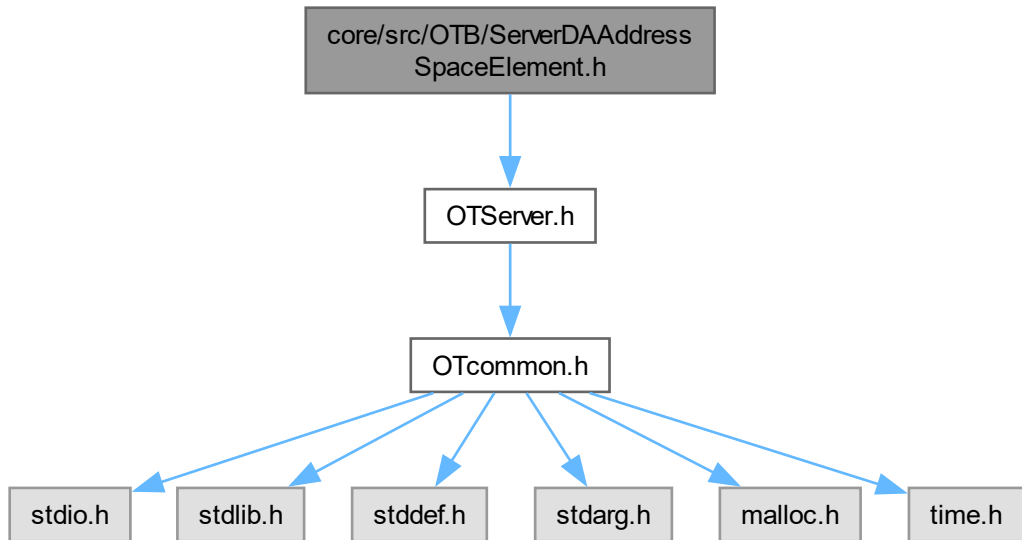 core/src/OTB/ServerDAAddress
SpaceElement.h
OTServer.h
OTcommon.h
stdio.h
stdlib.h
stddef.h
stdarg.h
malloc.h
time.h